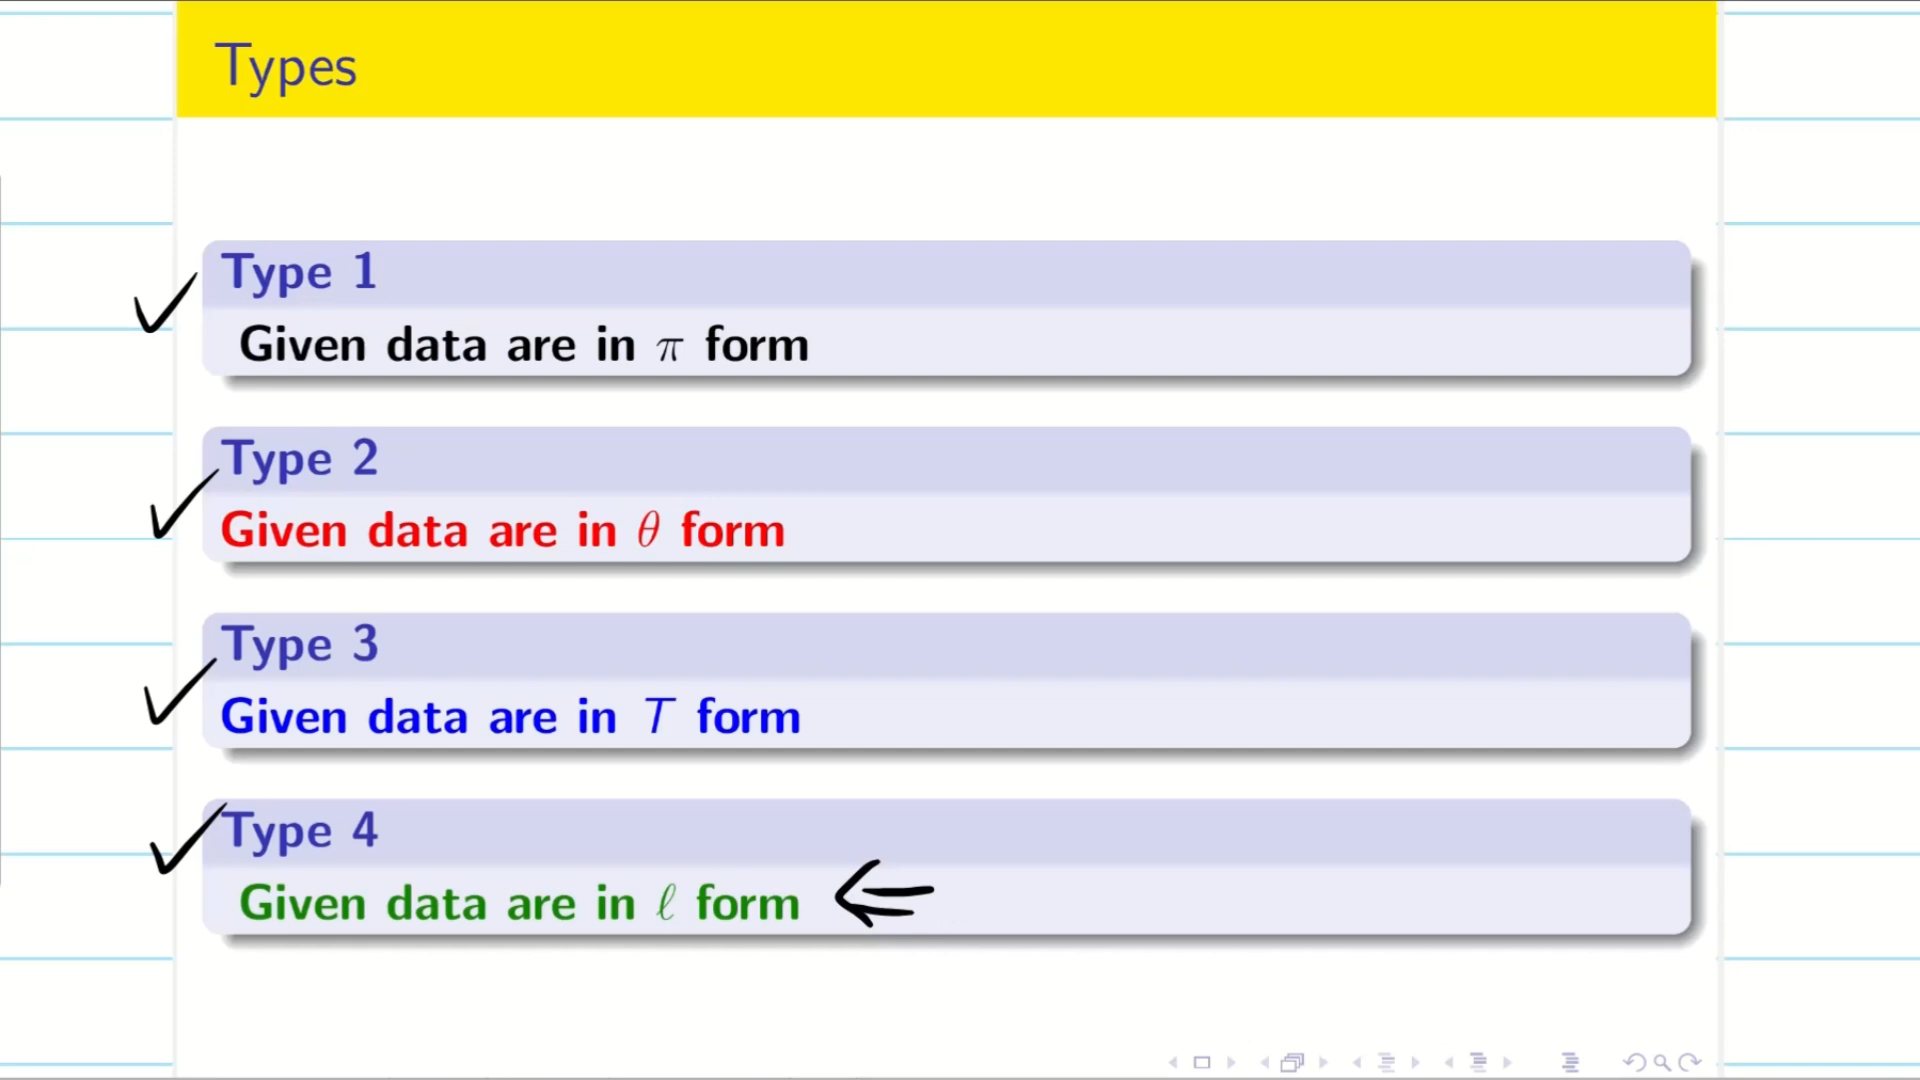 Types
Type 1
Given data are in π form
Type 2
Given data are in θ form
Type 3
Given data are in T form
Type 4
Given data are in ℓ form